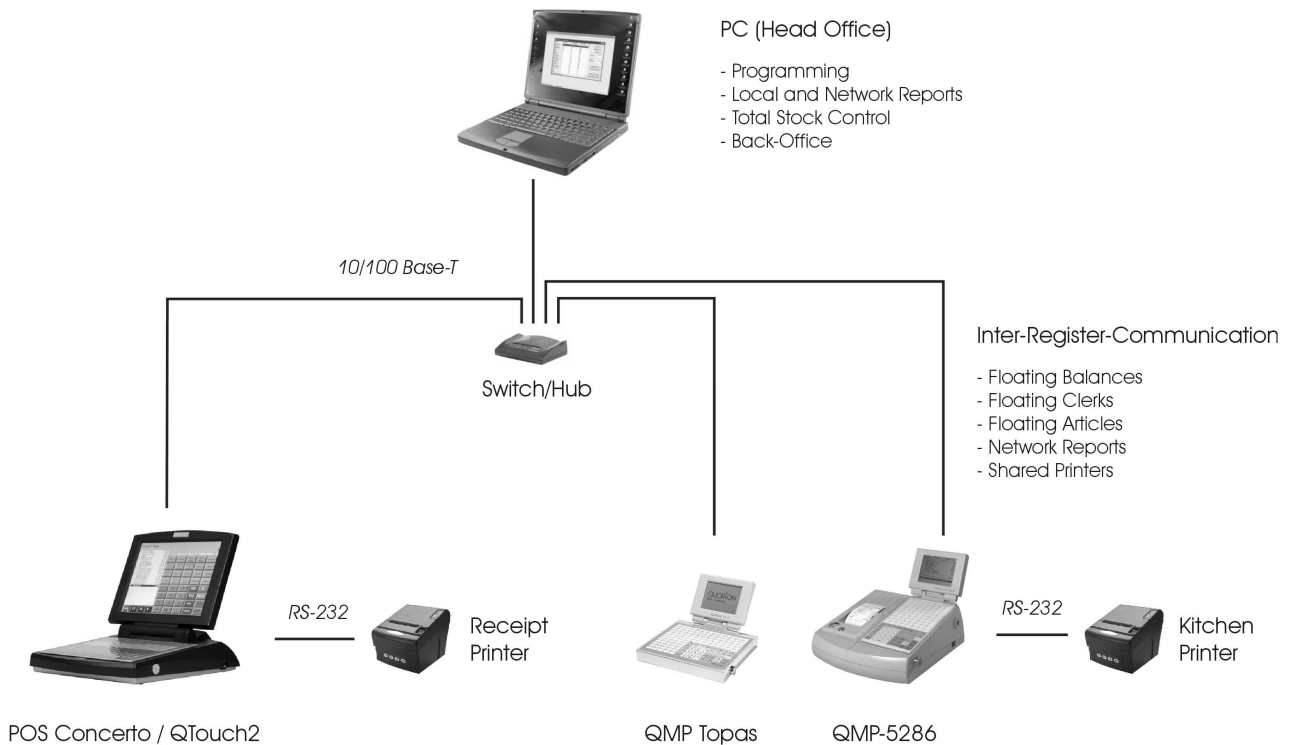 PC (Head Office)
- Programming
- Local and Network Reports
- Total Stock Control
- Back-Office
10/100 Base-T
Switch/Hub
Inter-Register-Communication
- Floating Balances
- Floating Clerks
- Floating Articles
- Network Reports
- Shared Printers
RS-232
Receipt
Printer
RS-232
Kitchen
Printer
POS Concerto / QTouch2
QMP Topas
QMP-5286